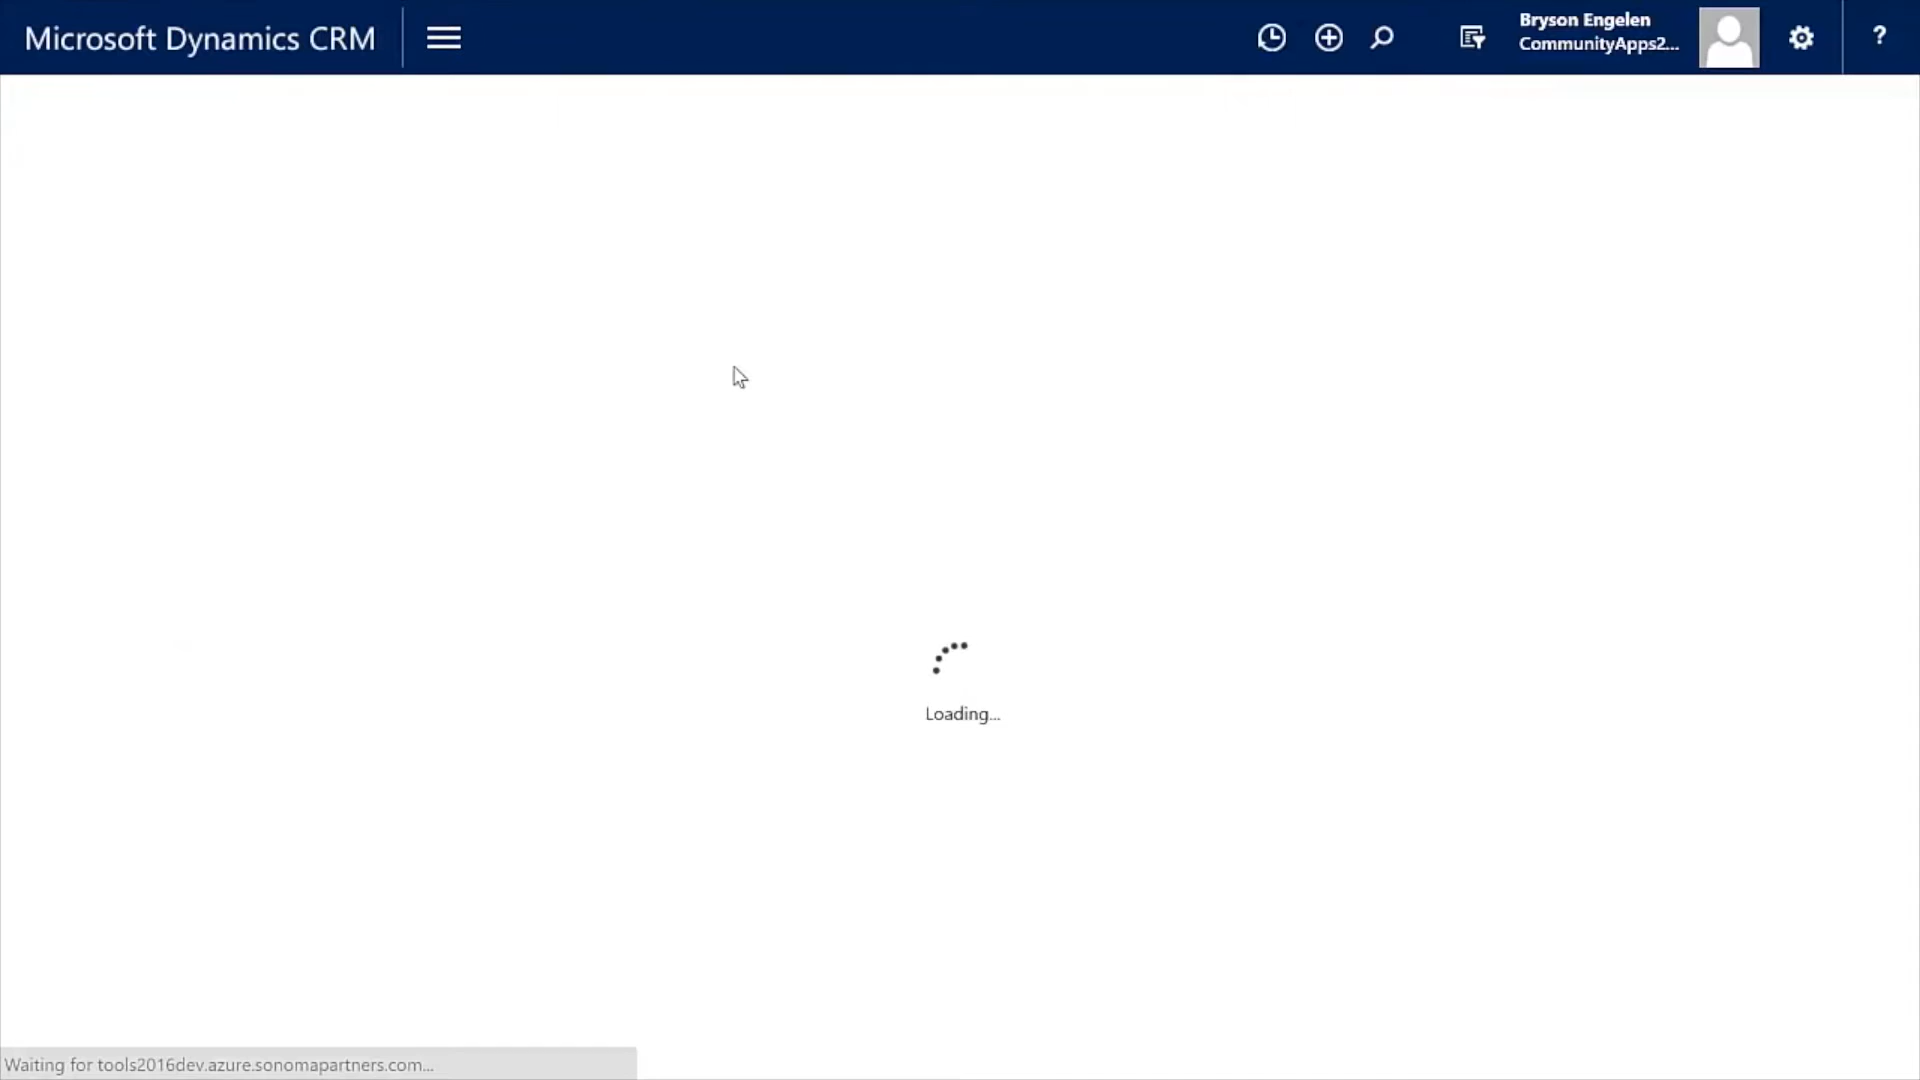 Microsoft Dynamics CRM
Bryson Engelen
CommunityApps2...
?
Loading...
Waiting for tools2016dev.azure.sonomapartners.com...